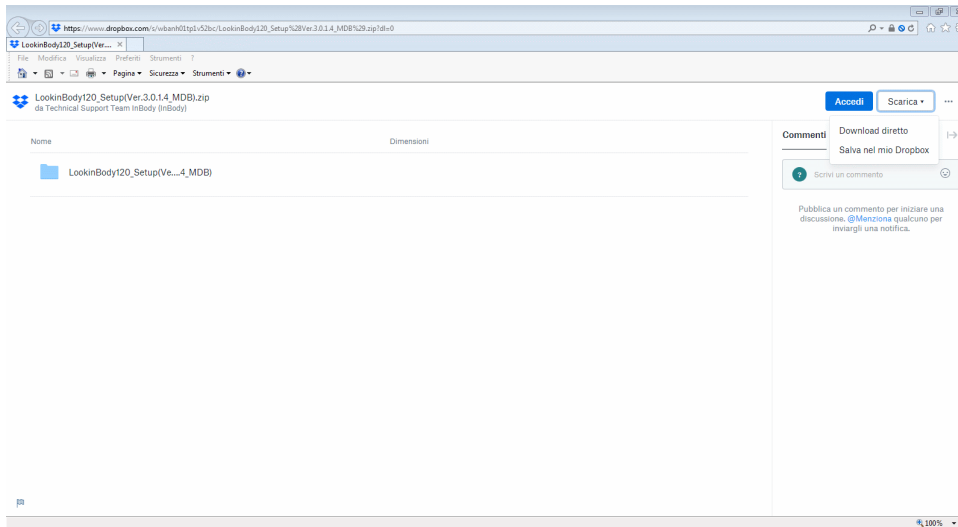 https://www.dropbox.com/s/wbanh01tp1v52bc/LookinBody120_Setup%28Ver.3.0.1.4_MDB%29.zip?dl=0
LookinBody120_Setup(Ver....
File Modifica Visualizza Preferiti Strumenti ?
Pagina Sicurezza Strumenti
LookinBody120_Setup(Ver.3.0.1.4_MDB).zip
da Technical Support Team InBody (InBody)
Accedi
Scarica
Download diretto
Salva nel mio Dropbox
Nome
Dimensioni
LookinBody120_Setup(Ve....4_MDB)
Commenti
? Scrivi un commento
Pubblica un commento per iniziare una
discussione. @Menziona qualcuno per
inviargli una notifica.
100%